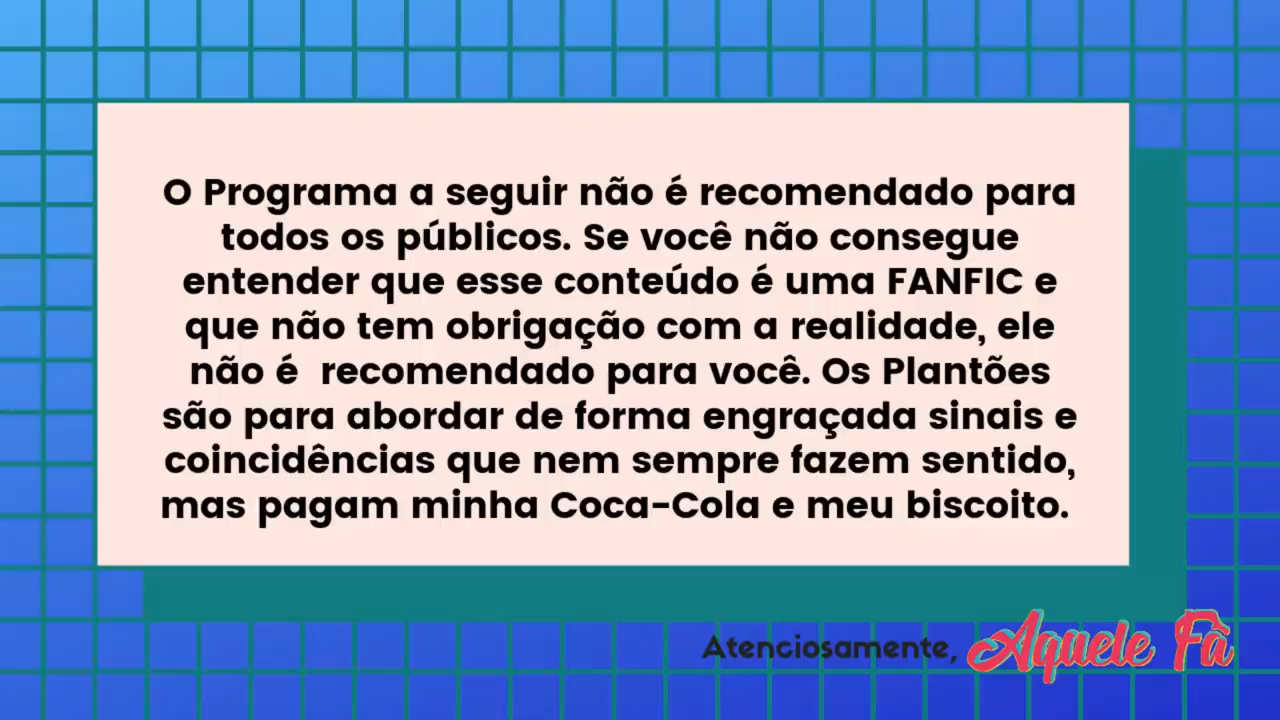 O Programa a seguir não é recomendado para
todos os públicos. Se você não consegue
entender que esse conteúdo é uma FANFIC e
que não tem obrigação com a realidade, ele
não é  recomendado para você. Os Plantões
são para abordar de forma engraçada sinais e
coincidências que nem sempre fazem sentido,
mas pagam minha Coca-Cola e meu biscoito.
Atenciosamente, Aquele Fã